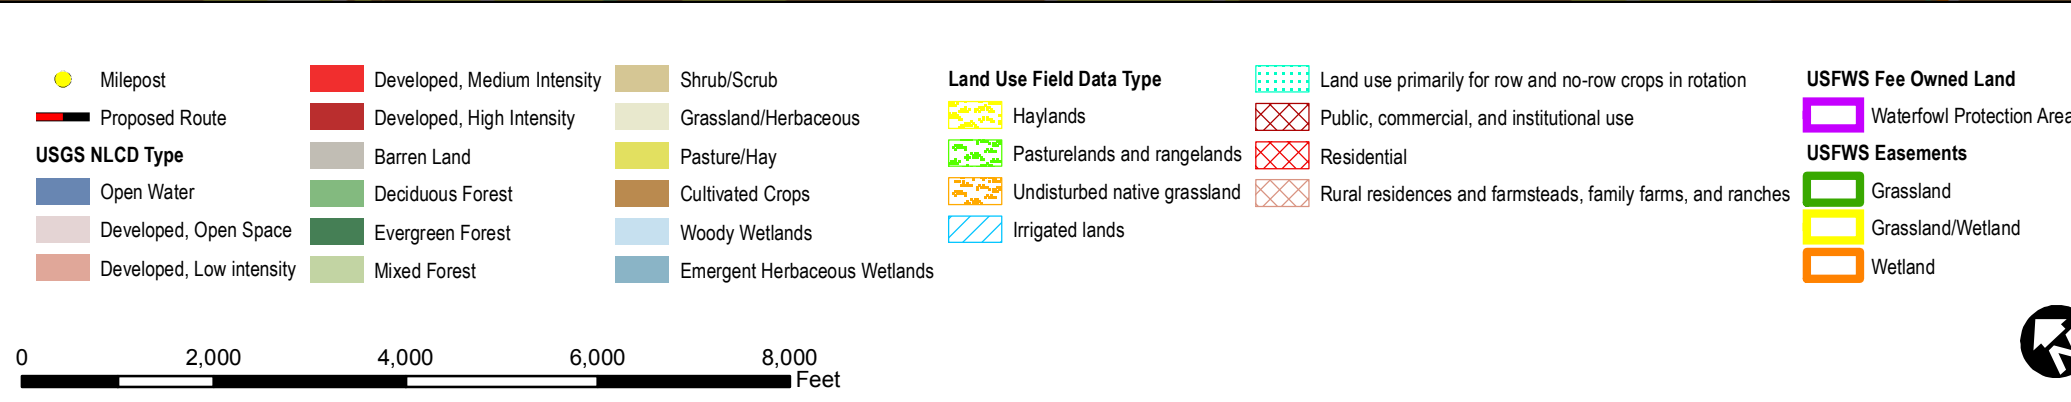 Milepost
Proposed Route
USGS NLCD Type
Open Water
Developed, Open Space
Developed, Low intensity
Developed, Medium Intensity
Developed, High Intensity
Barren Land
Deciduous Forest
Evergreen Forest
Mixed Forest
Shrub/Scrub
Grassland/Herbaceous
Pasture/Hay
Cultivated Crops
Woody Wetlands
Emergent Herbaceous Wetlands
Land Use Field Data Type
Haylands
Pasturelands and rangelands
Undisturbed native grassland
Irrigated lands
Land use primarily for row and no-row crops in rotation
Public, commercial, and institutional use
Residential
Rural residences and farmsteads, family farms, and ranches
USFWS Fee Owned Land
Waterfowl Protection Area
USFWS Easements
Grassland
Grassland/Wetland
Wetland
0 2,000 4,000 6,000 8,000
Feet